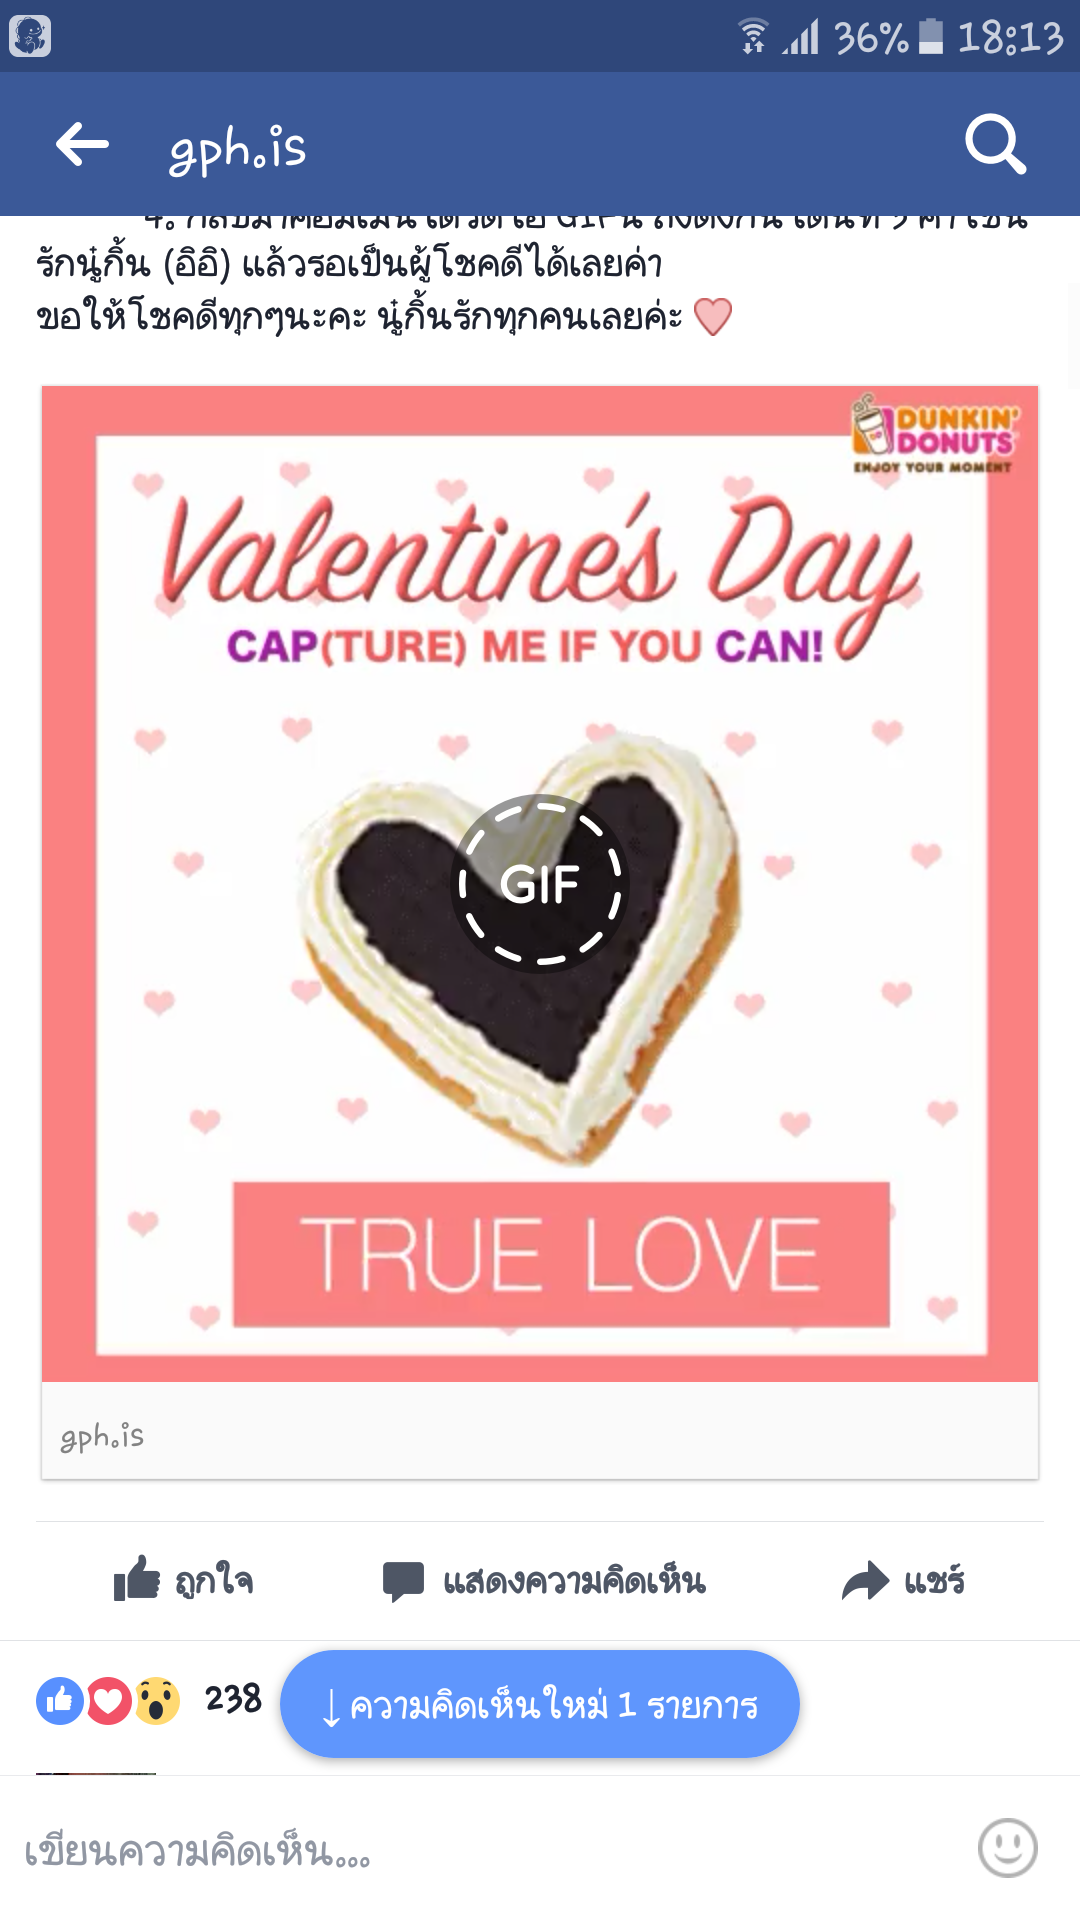 36% 18:13
gph.is
รักนู๋กิ้น (อิอิ) แล้วรอเป็นผู้โชคดีได้เลยค่า
ขอให้โชคดีทุกๆนะคะ นู๋กิ้นรักทุกคนเลยค่ะ
DUNKIN'
DONUTS
ENJOY YOUR MOMENT
Valentine's Day
CAP(TURE) ME IF YOU CAN!
GIF
TRUE LOVE
gph.is
ถูกใจ แสดงความคิดเห็น แชร์
238
↓ ความคิดเห็นใหม่ 1 รายการ
เขียนความคิดเห็น...